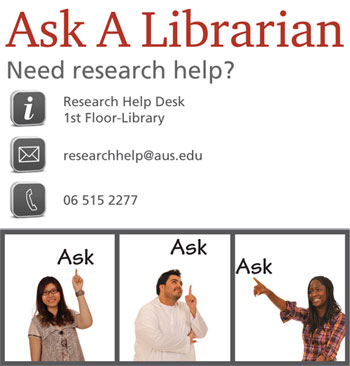 Ask A Librarian
Need research help?
i
Research Help Desk
1st Floor-Library
researchhelp@aus.edu
06 515 2277
Ask
Ask
Ask